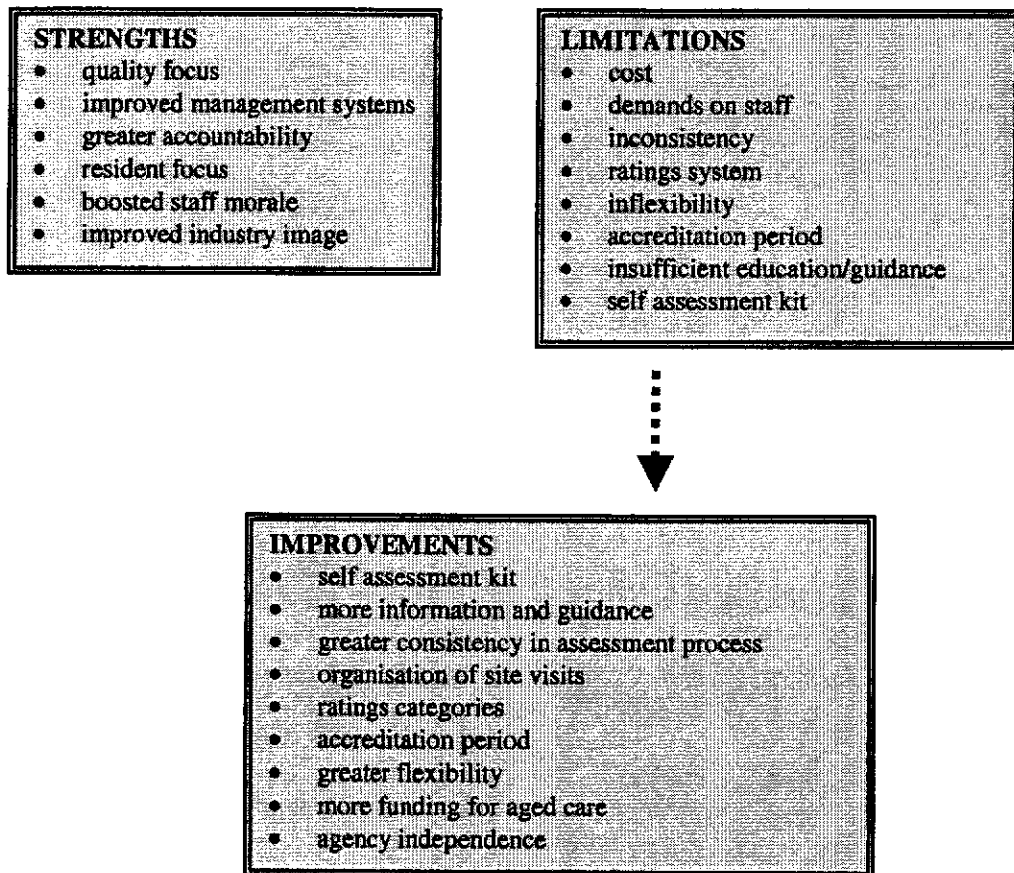 STRENGTHS
• quality focus
• improved management systems
• greater accountability
• resident focus
• boosted staff morale
• improved industry image
LIMITATIONS
• cost
• demands on staff
• inconsistency
• ratings system
• inflexibility
• accreditation period
• insufficient education/guidance
• self assessment kit
IMPROVEMENTS
• self assessment kit
• more information and guidance
• greater consistency in assessment process
• organisation of site visits
• ratings categories
• accreditation period
• greater flexibility
• more funding for aged care
• agency independence